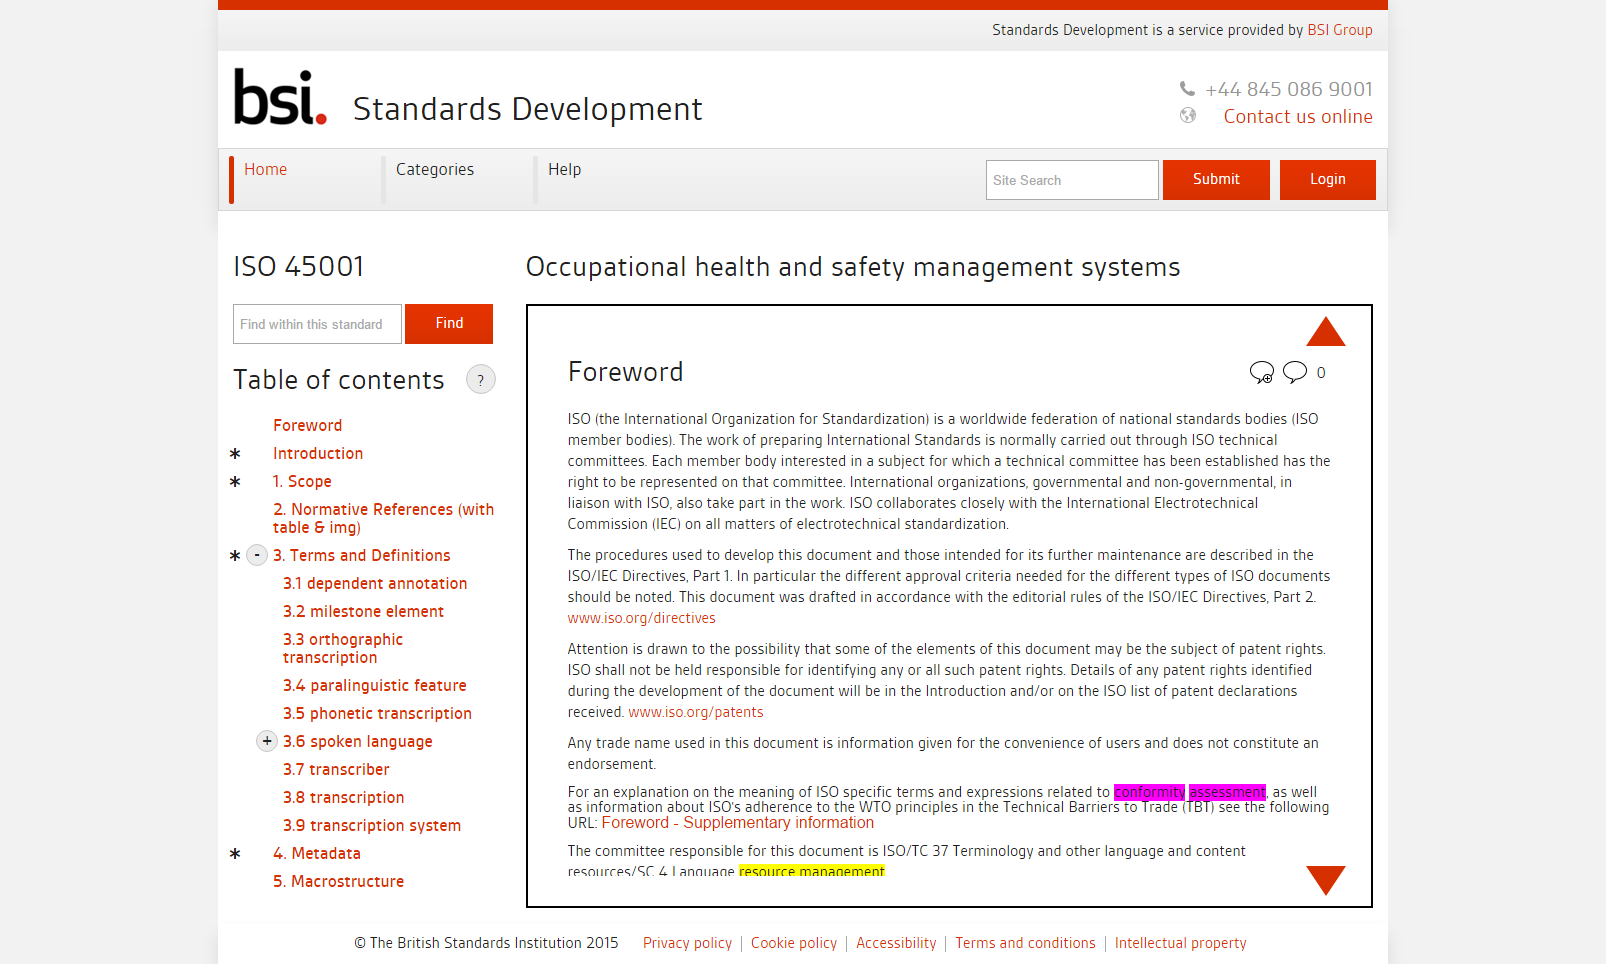 Standards Development is a service provided by BSI Group
bsi.
Standards Development
+44 845 086 9001
Contact us online
Home
Categories
Help
Site Search
Submit
Login
ISO 45001
Occupational health and safety management systems
Find within this standard
Find
Table of contents
?
Foreword
* Introduction
* 1. Scope
2. Normative References (with
table & img)
* - 3. Terms and Definitions
3.1 dependent annotation
3.2 milestone element
3.3 orthographic
transcription
3.4 paralinguistic feature
3.5 phonetic transcription
+ 3.6 spoken language
3.7 transcriber
3.8 transcription
3.9 transcription system
* 4. Metadata
5. Macrostructure
Foreword
0
ISO (the International Organization for Standardization) is a worldwide federation of national standards bodies (ISO
member bodies). The work of preparing International Standards is normally carried out through ISO technical
committees. Each member body interested in a subject for which a technical committee has been established has the
right to be represented on that committee. International organizations, governmental and non-governmental, in
liaison with ISO, also take part in the work. ISO collaborates closely with the International Electrotechnical
Commission (IEC) on all matters of electrotechnical standardization.
The procedures used to develop this document and those intended for its further maintenance are described in the
ISO/IEC Directives, Part 1. In particular the different approval criteria needed for the different types of ISO documents
should be noted. This document was drafted in accordance with the editorial rules of the ISO/IEC Directives, Part 2.
www.iso.org/directives
Attention is drawn to the possibility that some of the elements of this document may be the subject of patent rights.
ISO shall not be held responsible for identifying any or all such patent rights. Details of any patent rights identified
during the development of the document will be in the Introduction and/or on the ISO list of patent declarations
received. www.iso.org/patents
Any trade name used in this document is information given for the convenience of users and does not constitute an
endorsement.
For an explanation on the meaning of ISO specific terms and expressions related to conformity assessment, as well
as information about ISO's adherence to the WTO principles in the Technical Barriers to Trade (TBT) see the following
URL: Foreword - Supplementary information
The committee responsible for this document is ISO/TC 37 Terminology and other language and content
resources/SC 4 Language resource management
© The British Standards Institution 2015
Privacy policy | Cookie policy | Accessibility | Terms and conditions | Intellectual property